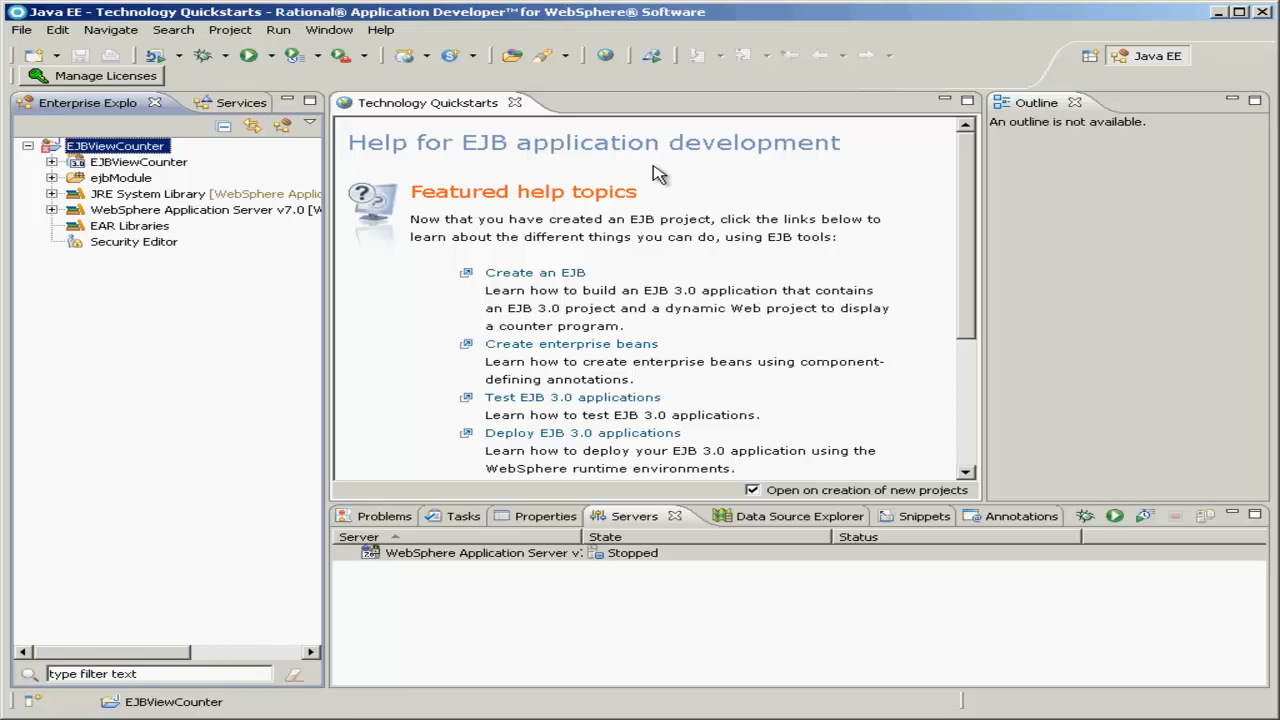 Java EE - Technology Quickstarts - Rational® Application Developer™ for WebSphere® Software
File Edit Navigate Search Project Run Window Help
Java EE
Manage Licenses
Enterprise Explo
Services
Technology Quickstarts
Outline
An outline is not available.
EJBViewCounter
EJBViewCounter
ejbModule
JRE System Library [WebSphere Applic
WebSphere Application Server v7.0 [W
EAR Libraries
Security Editor
Help for EJB application development
Featured help topics
Now that you have created an EJB project, click the links below to
learn about the different things you can do, using EJB tools:
Create an EJB
Learn how to build an EJB 3.0 application that contains
an EJB 3.0 project and a dynamic Web project to display
a counter program.
Create enterprise beans
Learn how to create enterprise beans using component-
defining annotations.
Test EJB 3.0 applications
Learn how to test EJB 3.0 applications.
Deploy EJB 3.0 applications
Learn how to deploy your EJB 3.0 application using the
WebSphere runtime environments.
Open on creation of new projects
Problems Tasks Properties Servers Data Source Explorer Snippets Annotations
Server State Status
WebSphere Application Server v7 Stopped
type filter text
EJBViewCounter